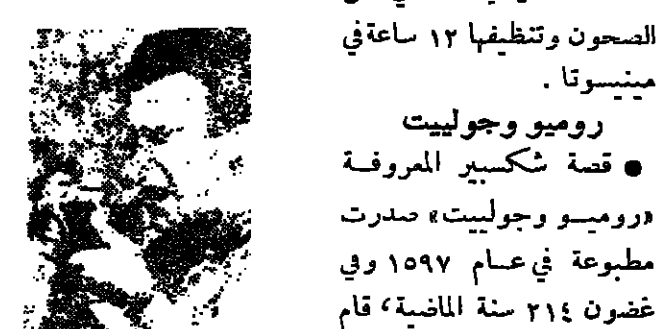 الصحون وتنظيفها ١٢ ساعة في
مينيسوتا .
روميو وجولييت
● قصة شكسبير المعروفة
«روميو وجولييت» صدرت
مطبوعة في عام ١٥٩٧ وفي
غضون ٢١٤ سنة الماضية، قام